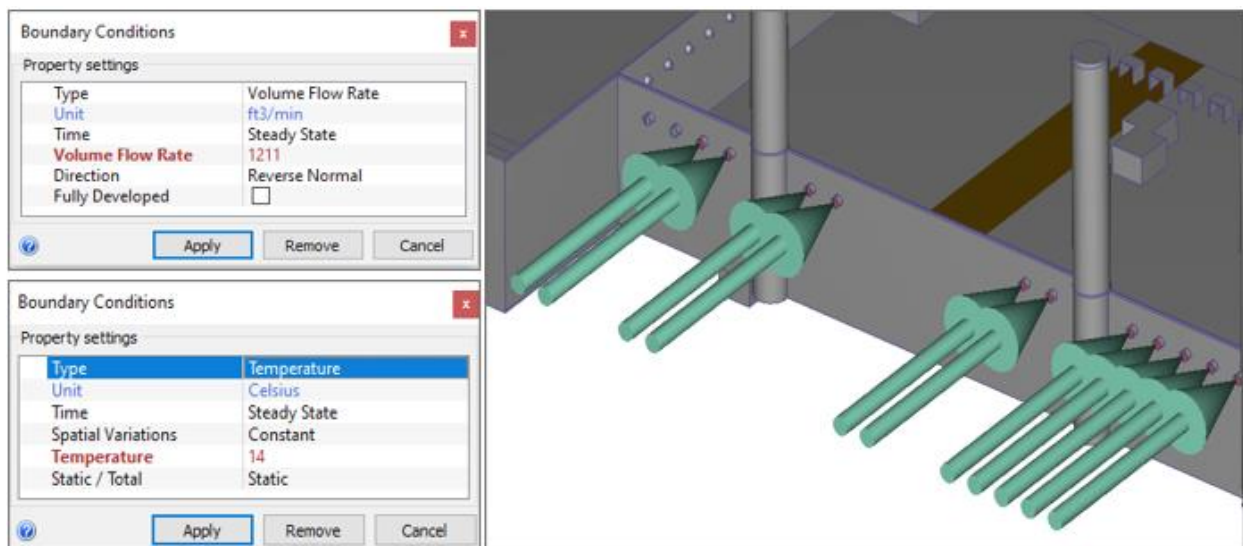 Boundary Conditions
x
Property settings
Type Volume Flow Rate
Unit ft3/min
Time Steady State
Volume Flow Rate 1211
Direction Reverse Normal
Fully Developed
? Apply Remove Cancel
Boundary Conditions
x
Property settings
Type Temperature
Unit Celsius
Time Steady State
Spatial Variations Constant
Temperature 14
Static / Total Static
? Apply Remove Cancel